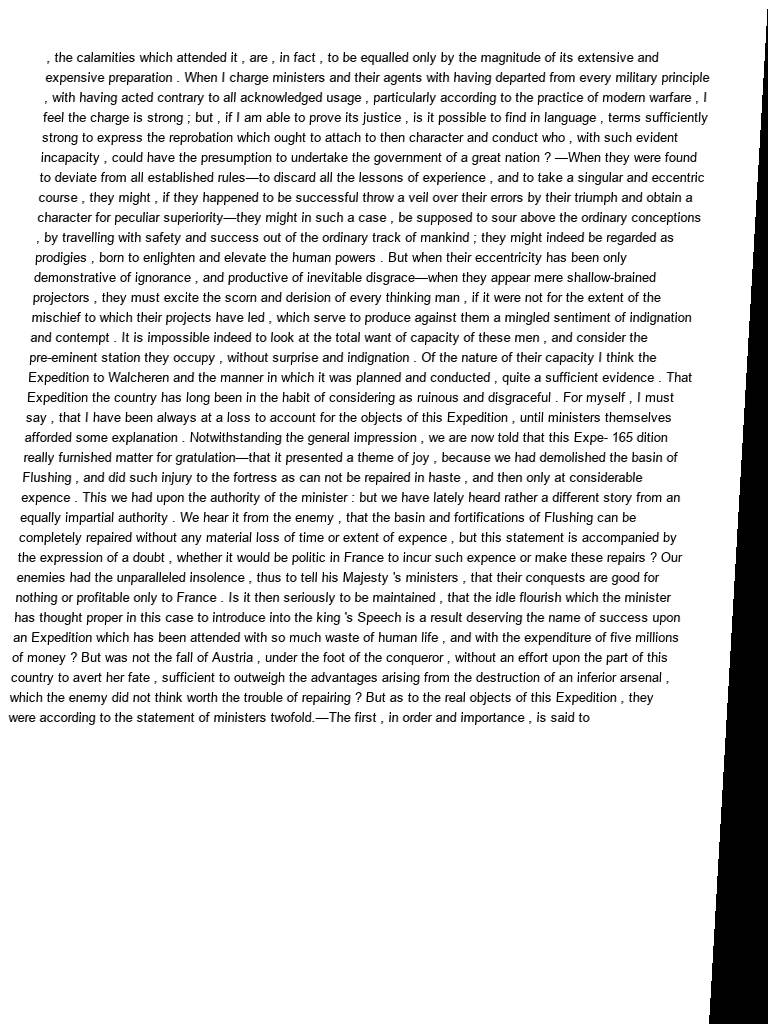 , the calamities which attended it , are , in fact , to be equalled only by the magnitude of its extensive and
expensive preparation . When I charge ministers and their agents with having departed from every military principle
, with having acted contrary to all acknowledged usage , particularly according to the practice of modern warfare , I
feel the charge is strong ; but , if I am able to prove its justice , is it possible to find in language , terms sufficiently
strong to express the reprobation which ought to attach to then character and conduct who , with such evident
incapacity , could have the presumption to undertake the government of a great nation ? —When they were found
to deviate from all established rules—to discard all the lessons of experience , and to take a singular and eccentric
course , they might , if they happened to be successful throw a veil over their errors by their triumph and obtain a
character for peculiar superiority—they might in such a case , be supposed to sour above the ordinary conceptions
, by travelling with safety and success out of the ordinary track of mankind ; they might indeed be regarded as
prodigies , born to enlighten and elevate the human powers . But when their eccentricity has been only
demonstrative of ignorance , and productive of inevitable disgrace—when they appear mere shallow-brained
projectors , they must excite the scorn and derision of every thinking man , if it were not for the extent of the
mischief to which their projects have led , which serve to produce against them a mingled sentiment of indignation
and contempt . It is impossible indeed to look at the total want of capacity of these men , and consider the
pre-eminent station they occupy , without surprise and indignation . Of the nature of their capacity I think the
Expedition to Walcheren and the manner in which it was planned and conducted , quite a sufficient evidence . That
Expedition the country has long been in the habit of considering as ruinous and disgraceful . For myself , I must
say , that I have been always at a loss to account for the objects of this Expedition , until ministers themselves
afforded some explanation . Notwithstanding the general impression , we are now told that this Expe- 165 dition
really furnished matter for gratulation—that it presented a theme of joy , because we had demolished the basin of
Flushing , and did such injury to the fortress as can not be repaired in haste , and then only at considerable
expence . This we had upon the authority of the minister : but we have lately heard rather a different story from an
equally impartial authority . We hear it from the enemy , that the basin and fortifications of Flushing can be
completely repaired without any material loss of time or extent of expence , but this statement is accompanied by
the expression of a doubt , whether it would be politic in France to incur such expence or make these repairs ? Our
enemies had the unparalleled insolence , thus to tell his Majesty 's ministers , that their conquests are good for
nothing or profitable only to France . Is it then seriously to be maintained , that the idle flourish which the minister
has thought proper in this case to introduce into the king 's Speech is a result deserving the name of success upon
an Expedition which has been attended with so much waste of human life , and with the expenditure of five millions
of money ? But was not the fall of Austria , under the foot of the conqueror , without an effort upon the part of this
country to avert her fate , sufficient to outweigh the advantages arising from the destruction of an inferior arsenal ,
which the enemy did not think worth the trouble of repairing ? But as to the real objects of this Expedition , they
were according to the statement of ministers twofold.—The first , in order and importance , is said to